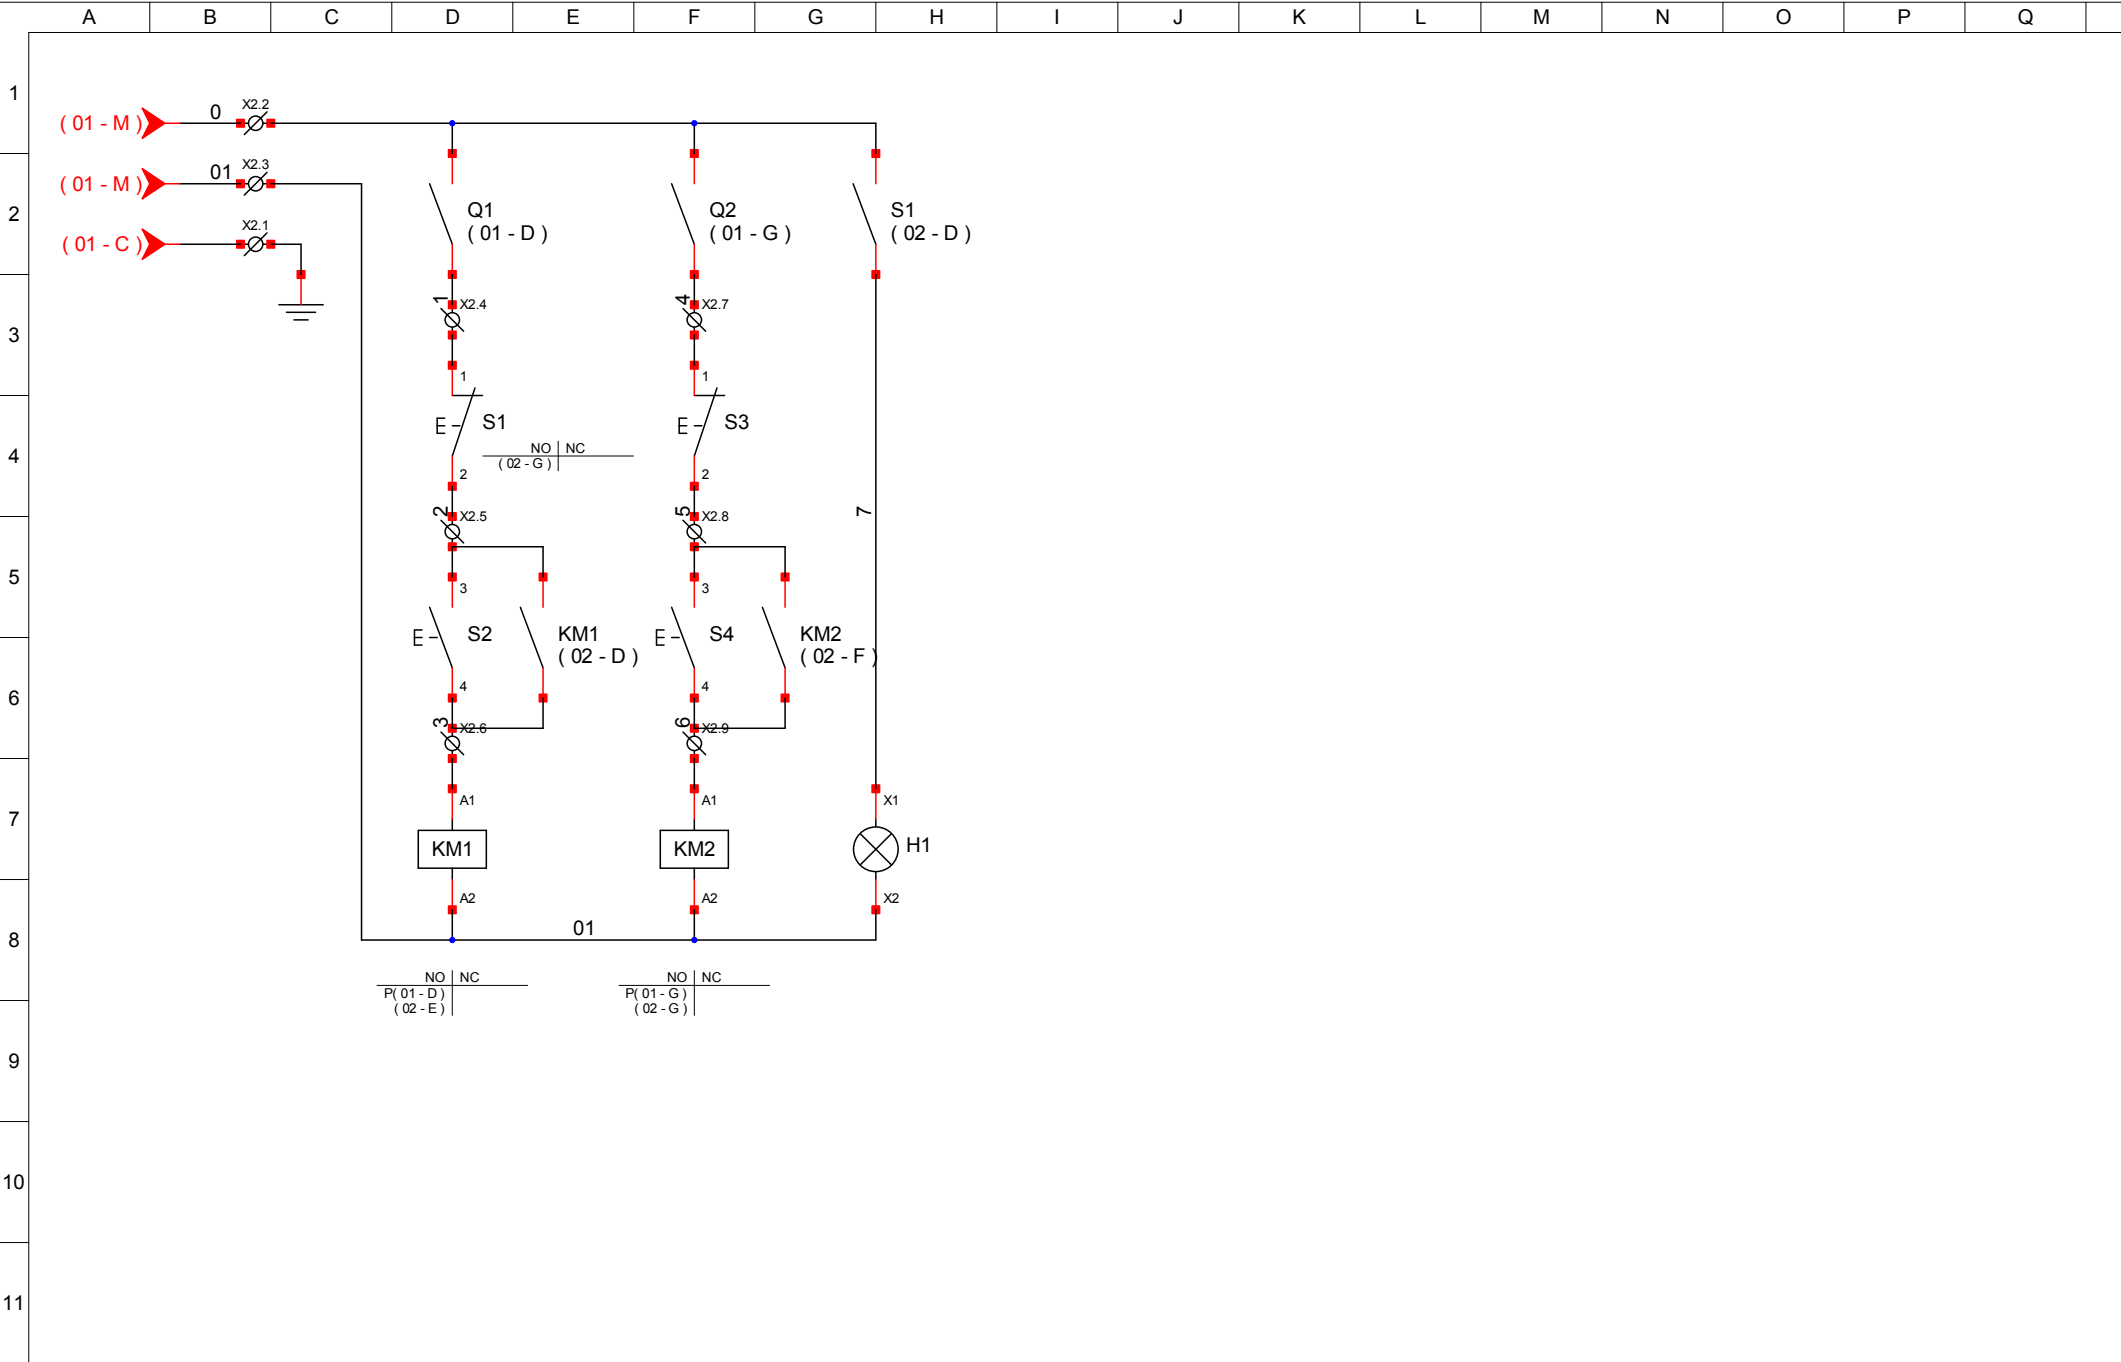 A B C D E F G H I J K L M N O P Q
1
( 01 - M ) 0 X2.2
( 01 - M ) 01 X2.3
2
( 01 - C ) X2.1
Q1
( 01 - D )
Q2
( 01 - G )
S1
( 02 - D )
1 X2.4
4 X2.7
3
1
1
E S1
E S3
NO NC
( 02 - G )
4
2
2
2 X2.5
5 X2.8
7
5
3
3
E S2
KM1
( 02 - D )
E S4
KM2
( 02 - F )
4
4
6
3 X2.6
6 X2.9
A1
A1
X1
7
KM1
KM2
H1
A2
A2
X2
01
8
NO NC
P( 01 - D )
( 02 - E )
NO NC
P( 01 - G )
( 02 - G )
9
10
11